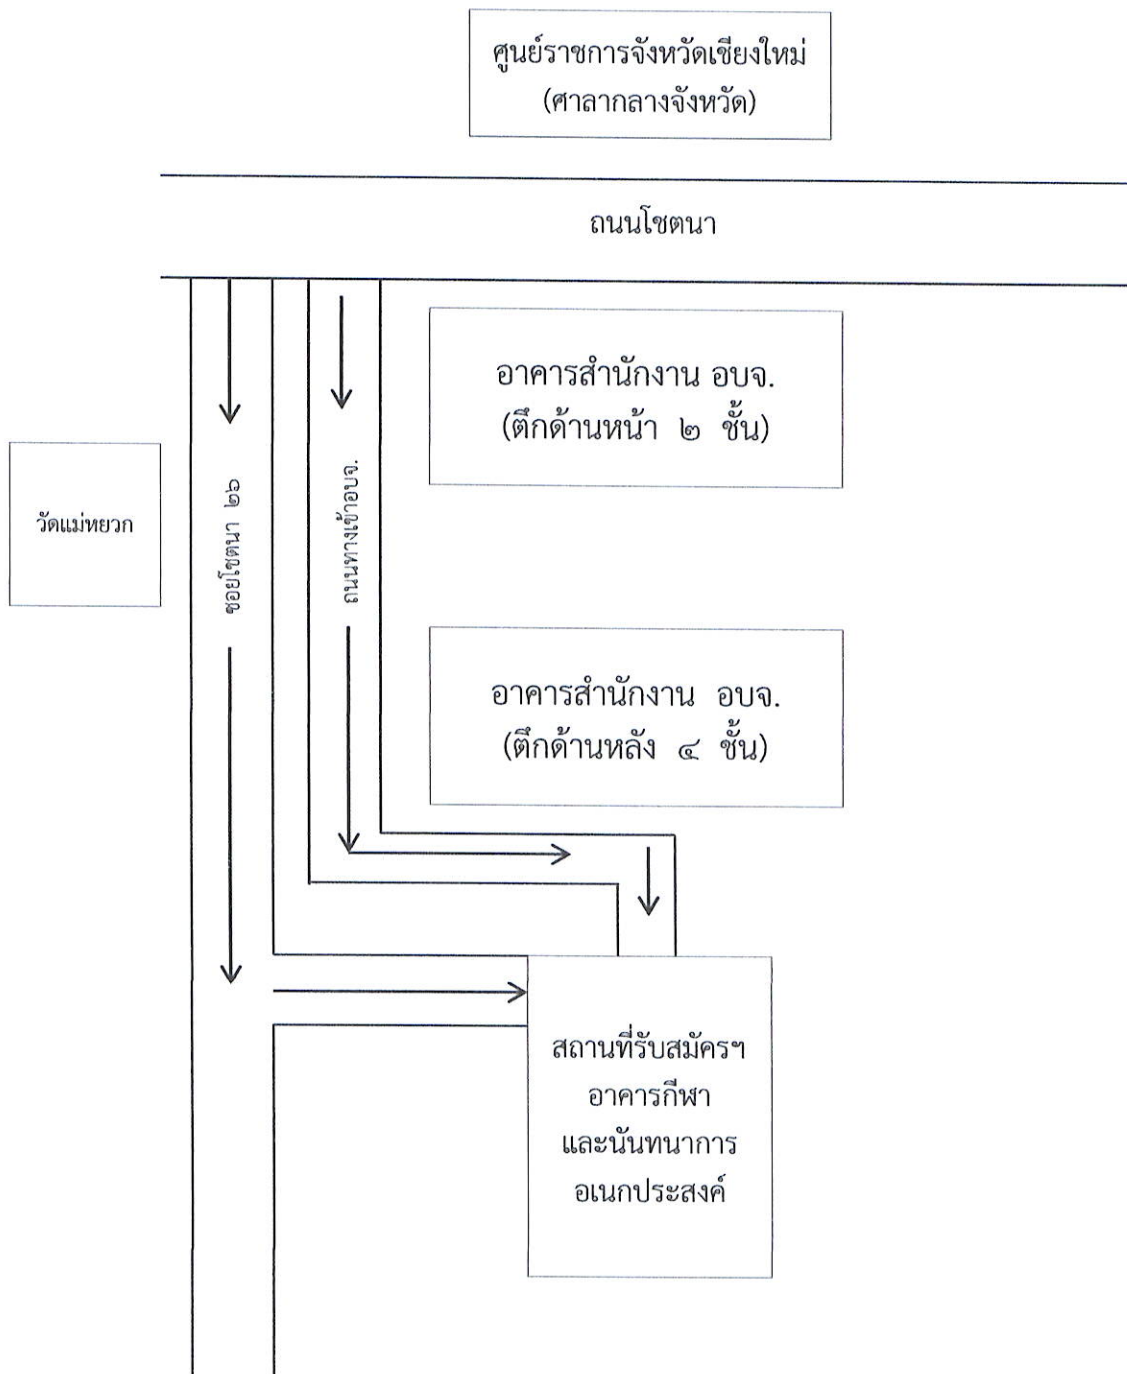 ศูนย์ราชการจังหวัดเชียงใหม่
(ศาลากลางจังหวัด)
ถนนโชตนา
อาคารสำนักงาน อบจ.
(ตึกด้านหน้า ๒ ชั้น)
วัดแม่หยวก
ซอยโชตนา ๒๖
ถนนทางเข้าอบจ.
อาคารสำนักงาน อบจ.
(ตึกด้านหลัง ๔ ชั้น)
สถานที่รับสมัครฯ
อาคารกีฬา
และนันทนาการ
อเนกประสงค์